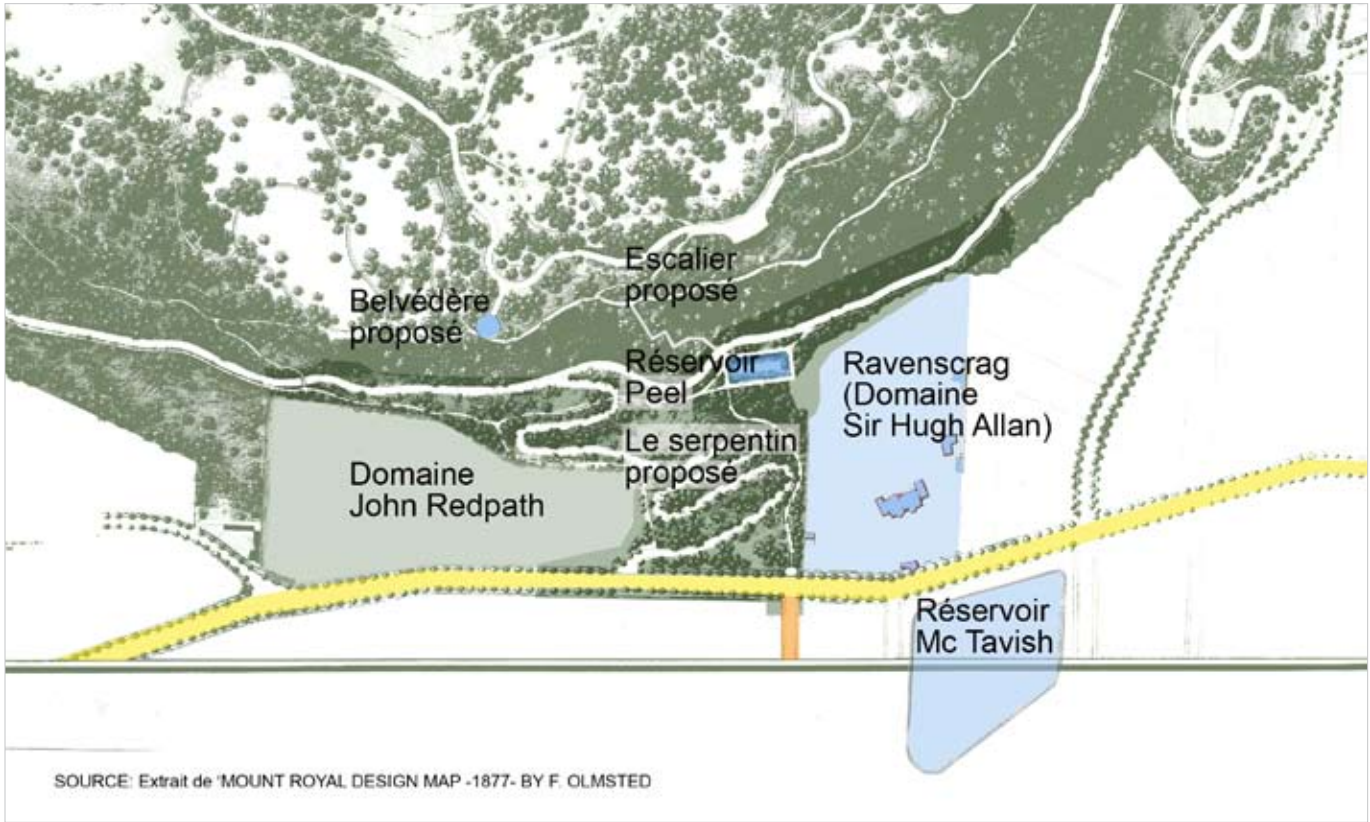 Escalier
proposé
Belvédère
proposé
Réservoir
Peel
Ravenscrag
(Domaine
Sir Hugh Allan)
Le serpentin
proposé
Domaine
John Redpath
Réservoir
Mc Tavish
SOURCE: Extrait de 'MOUNT ROYAL DESIGN MAP -1877- BY F. OLMSTED